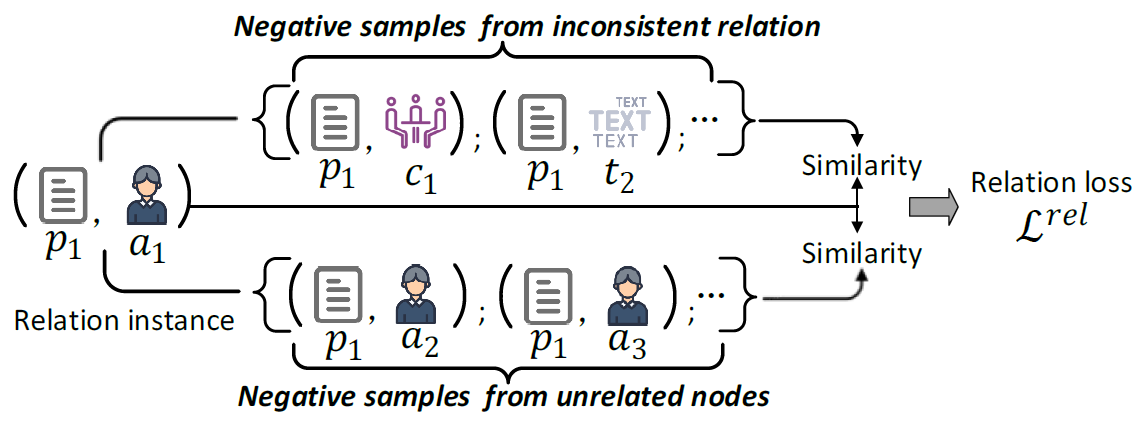 Negative samples from inconsistent relation
( p₁ , c₁ ) ; ( p₁ , TEXT TEXT TEXT t₂ ) ; ...
Similarity
( p₁ , a₁ )
Relation loss
ℒʳᵉˡ
Similarity
Relation instance
( p₁ , a₂ ) ; ( p₁ , a₃ ) ; ...
Negative samples from unrelated nodes